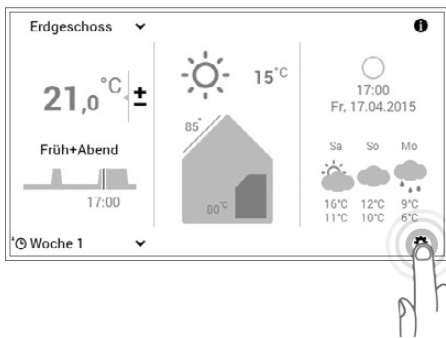 Erdgeschoss
21,0 °C ±
Früh+Abend
17:00
Woche 1
15°C
85°
80°C
17:00
Fr, 17.04.2015
Sa So Mo
16°C 12°C 9°C
11°C 10°C 6°C